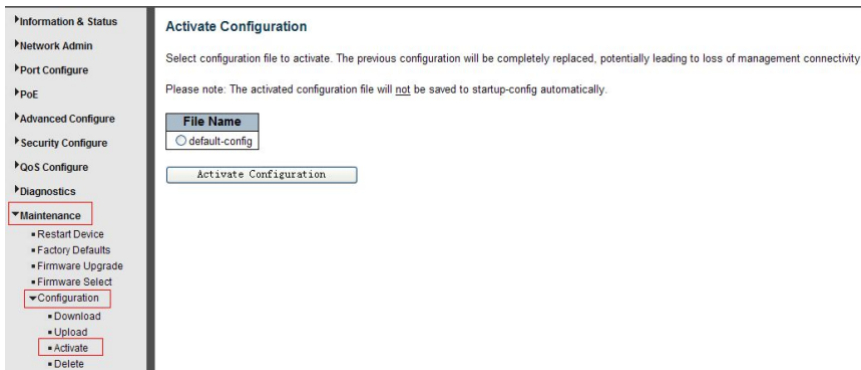 Information & Status
Network Admin
Port Configure
PoE
Advanced Configure
Security Configure
QoS Configure
Diagnostics
Maintenance
Restart Device
Factory Defaults
Firmware Upgrade
Firmware Select
Configuration
Download
Upload
Activate
Delete
Activate Configuration
Select configuration file to activate. The previous configuration will be completely replaced, potentially leading to loss of management connectivity
Please note: The activated configuration file will not be saved to startup-config automatically.
File Name
default-config
Activate Configuration